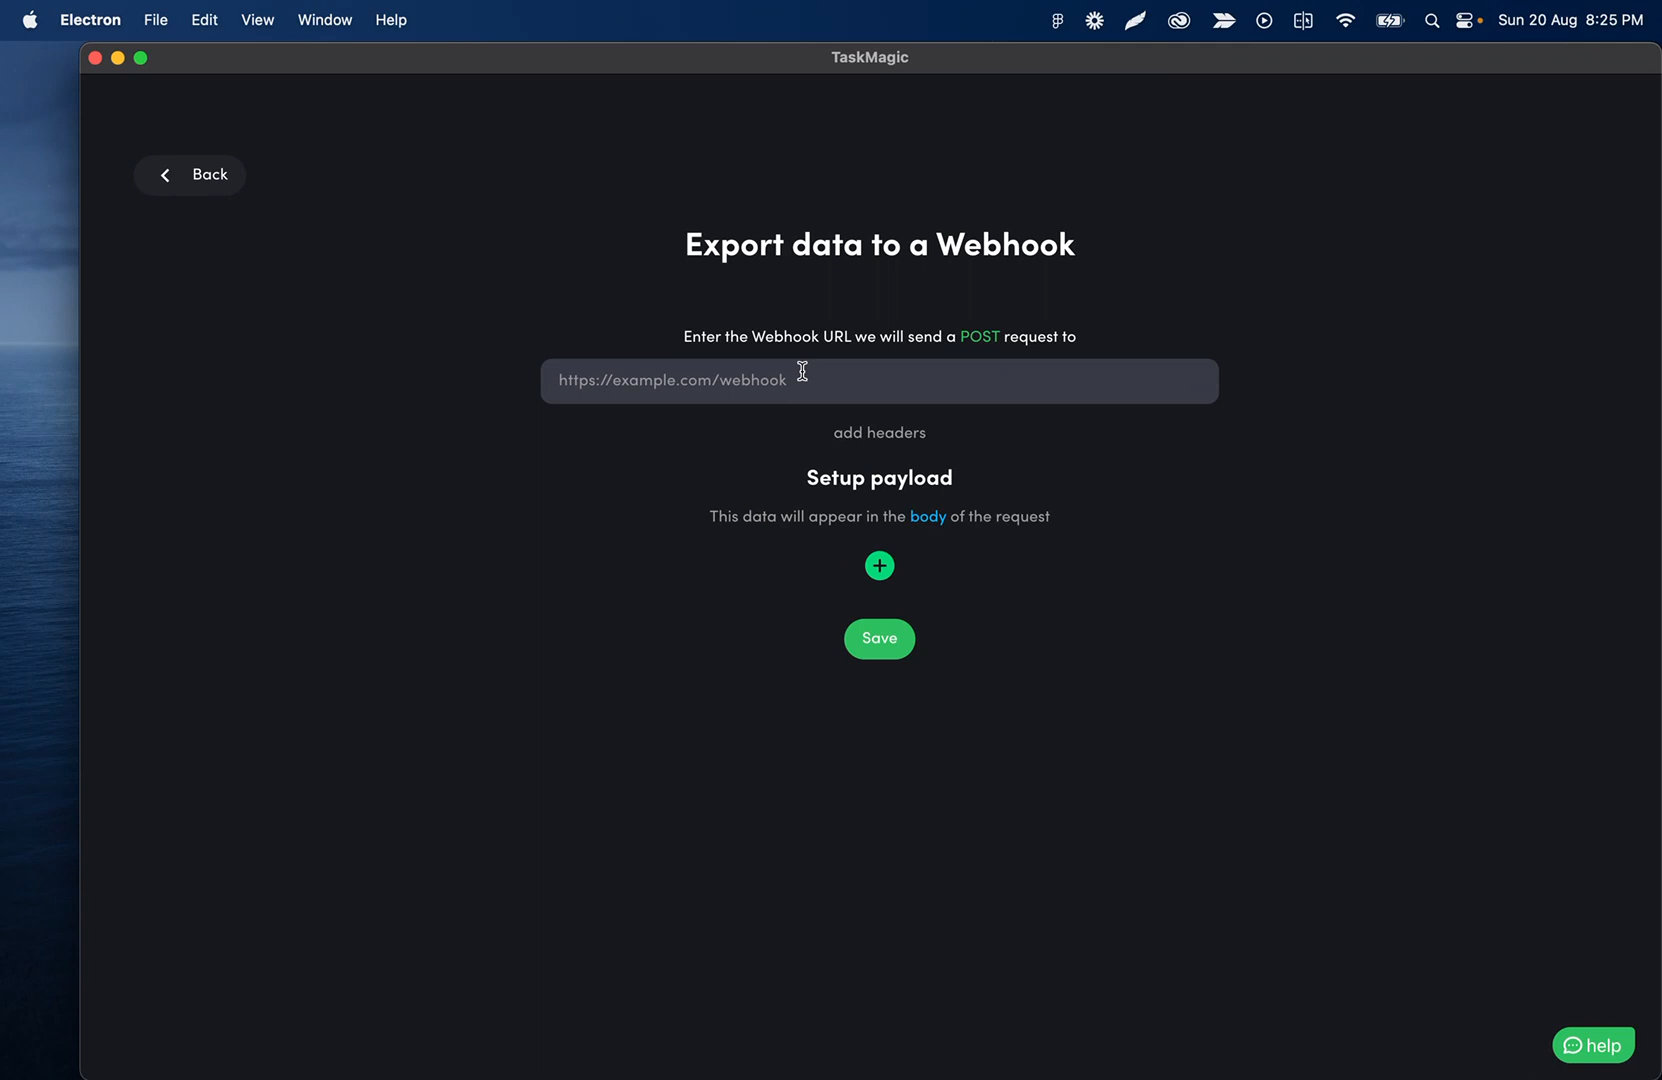 Electron File Edit View Window Help Sun 20 Aug 8:25 PM
TaskMagic
Back
Export data to a Webhook
Enter the Webhook URL we will send a POST request to
https://example.com/webhook
add headers
Setup payload
This data will appear in the body of the request
Save
help